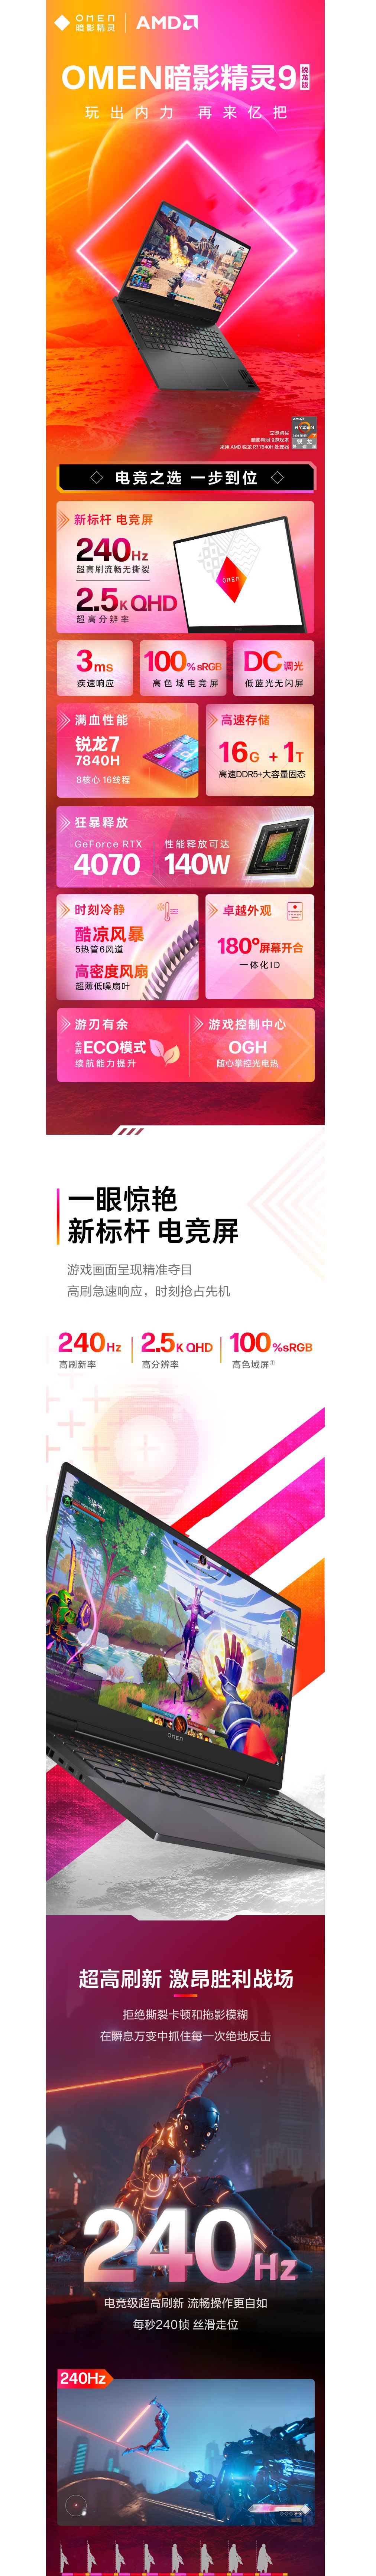 OMEN
暗影精灵
AMD
OMEN暗影精灵9 锐龙版
玩出内力 再来亿把
立即购买
暗影精灵9游戏本
采用 AMD 锐龙 R7 7840H 处理器
AMD
RYZEN
7
电竞之选 一步到位
新标杆 电竞屏
240Hz
超高刷流畅无撕裂
2.5K QHD
超高分辨率
OMEN
3ms
疾速响应
100%sRGB
高色域电竞屏
DC调光
低蓝光无闪屏
满血性能
锐龙7
7840H
8核心 16线程
高速存储
16G + 1T
高速DDR5+大容量固态
狂暴释放
GeForce RTX
4070
性能释放可达
140W
时刻冷静
酷凉风暴
5热管6风道
高密度风扇
超薄低噪扇叶
卓越外观
180°屏幕开合
一体化ID
游刃有余
全新ECO模式
续航能力提升
游戏控制中心
OGH
随心掌控光电热
一眼惊艳
新标杆 电竞屏
游戏画面呈现精准夺目
高刷急速响应，时刻抢占先机
240Hz
高刷新率
2.5K QHD
高分辨率
100%sRGB
高色域屏①
OMEN
超高刷新 激昂胜利战场
拒绝撕裂卡顿和拖影模糊
在瞬息万变中抓住每一次绝地反击
240Hz
电竞级超高刷新 流畅操作更自如
每秒240帧 丝滑走位
240Hz